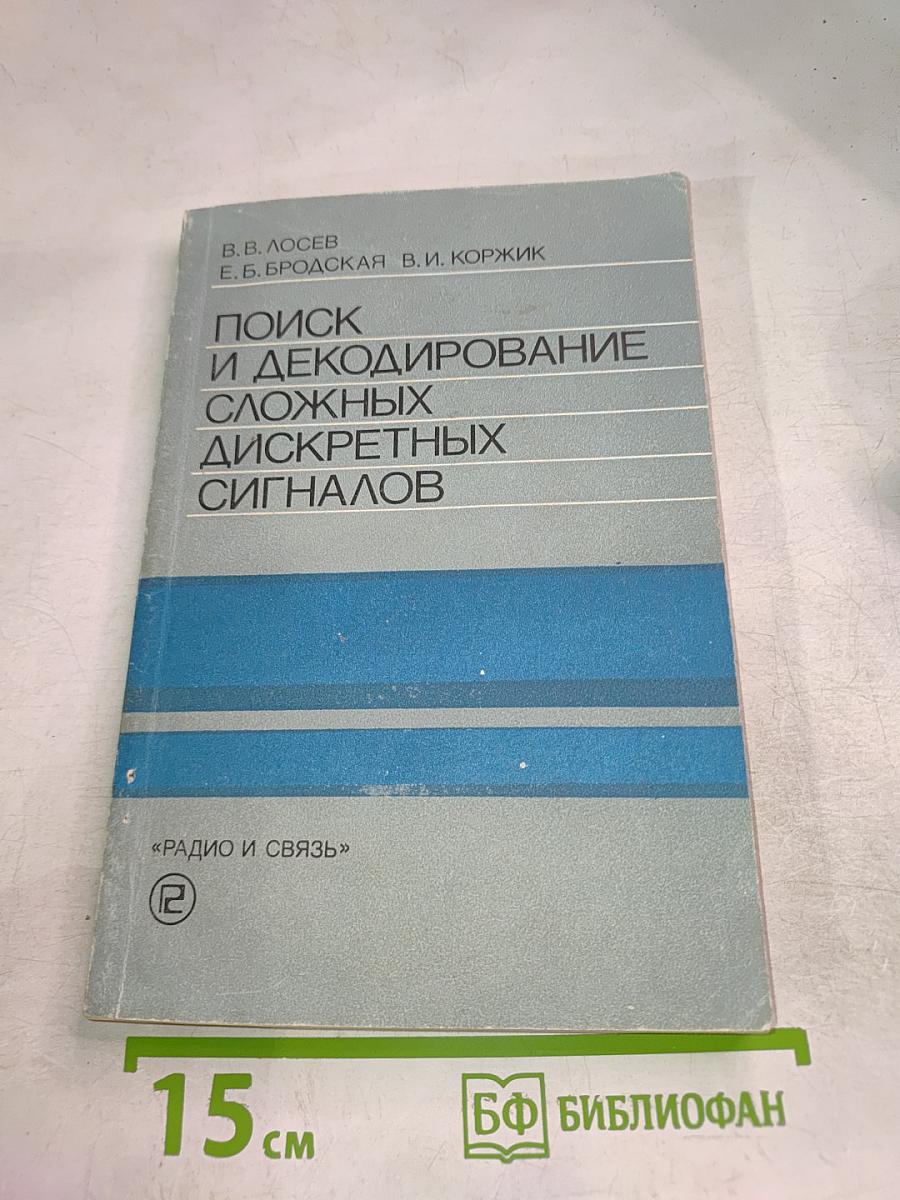 В. В. ЛОСЕВ
Е. Б. БРОДСКАЯ В. И. КОРЖИК
ПОИСК
И ДЕКОДИРОВАНИЕ
СЛОЖНЫХ
ДИСКРЕТНЫХ
СИГНАЛОВ
«РАДИО И СВЯЗЬ»
15 см
БФ БИБЛИОФАН